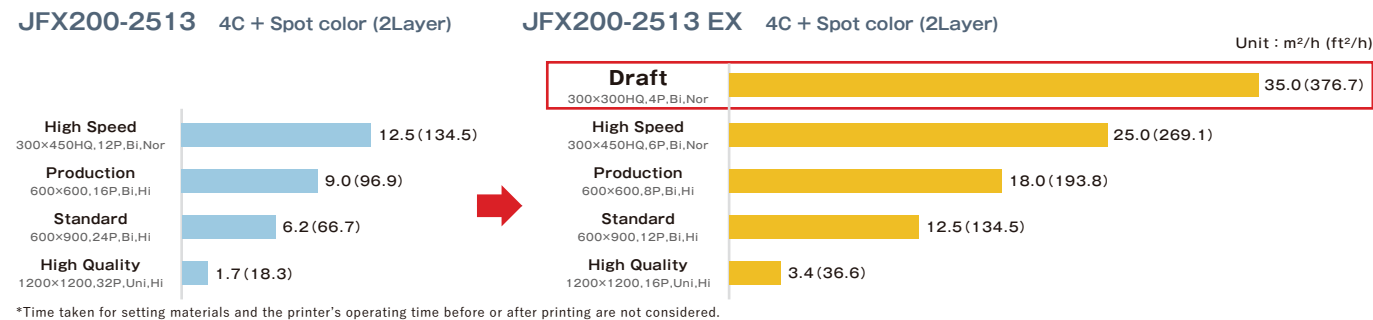 JFX200-2513 4C + Spot color (2Layer)
JFX200-2513 EX 4C + Spot color (2Layer)
Unit : m²/h (ft²/h)
Draft
300×300HQ,4P,Bi,Nor
35.0(376.7)
High Speed
300×450HQ,12P,Bi,Nor
12.5(134.5)
High Speed
300×450HQ,6P,Bi,Nor
25.0(269.1)
Production
600×600,16P,Bi,Hi
9.0(96.9)
Production
600×600,8P,Bi,Hi
18.0(193.8)
Standard
600×900,24P,Bi,Hi
6.2(66.7)
Standard
600×900,12P,Bi,Hi
12.5(134.5)
High Quality
1200×1200,32P,Uni,Hi
1.7(18.3)
High Quality
1200×1200,16P,Uni,Hi
3.4(36.6)
*Time taken for setting materials and the printer's operating time before or after printing are not considered.